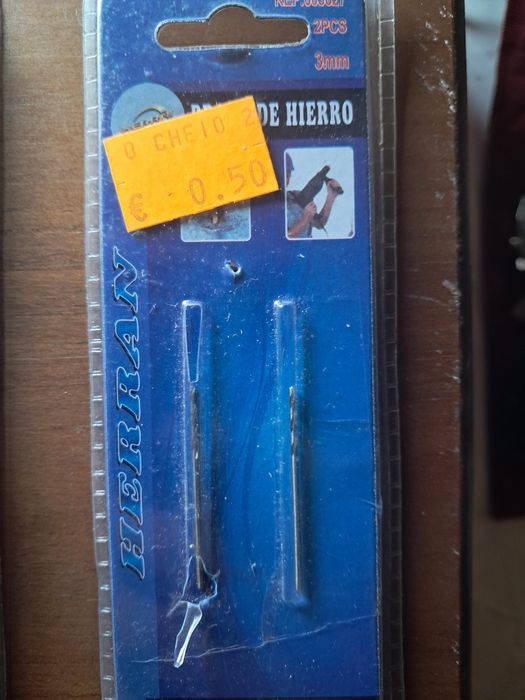 2PCS
3mm
DE HIERRO
O CHEIO 2
€ 0.50
HERRAN